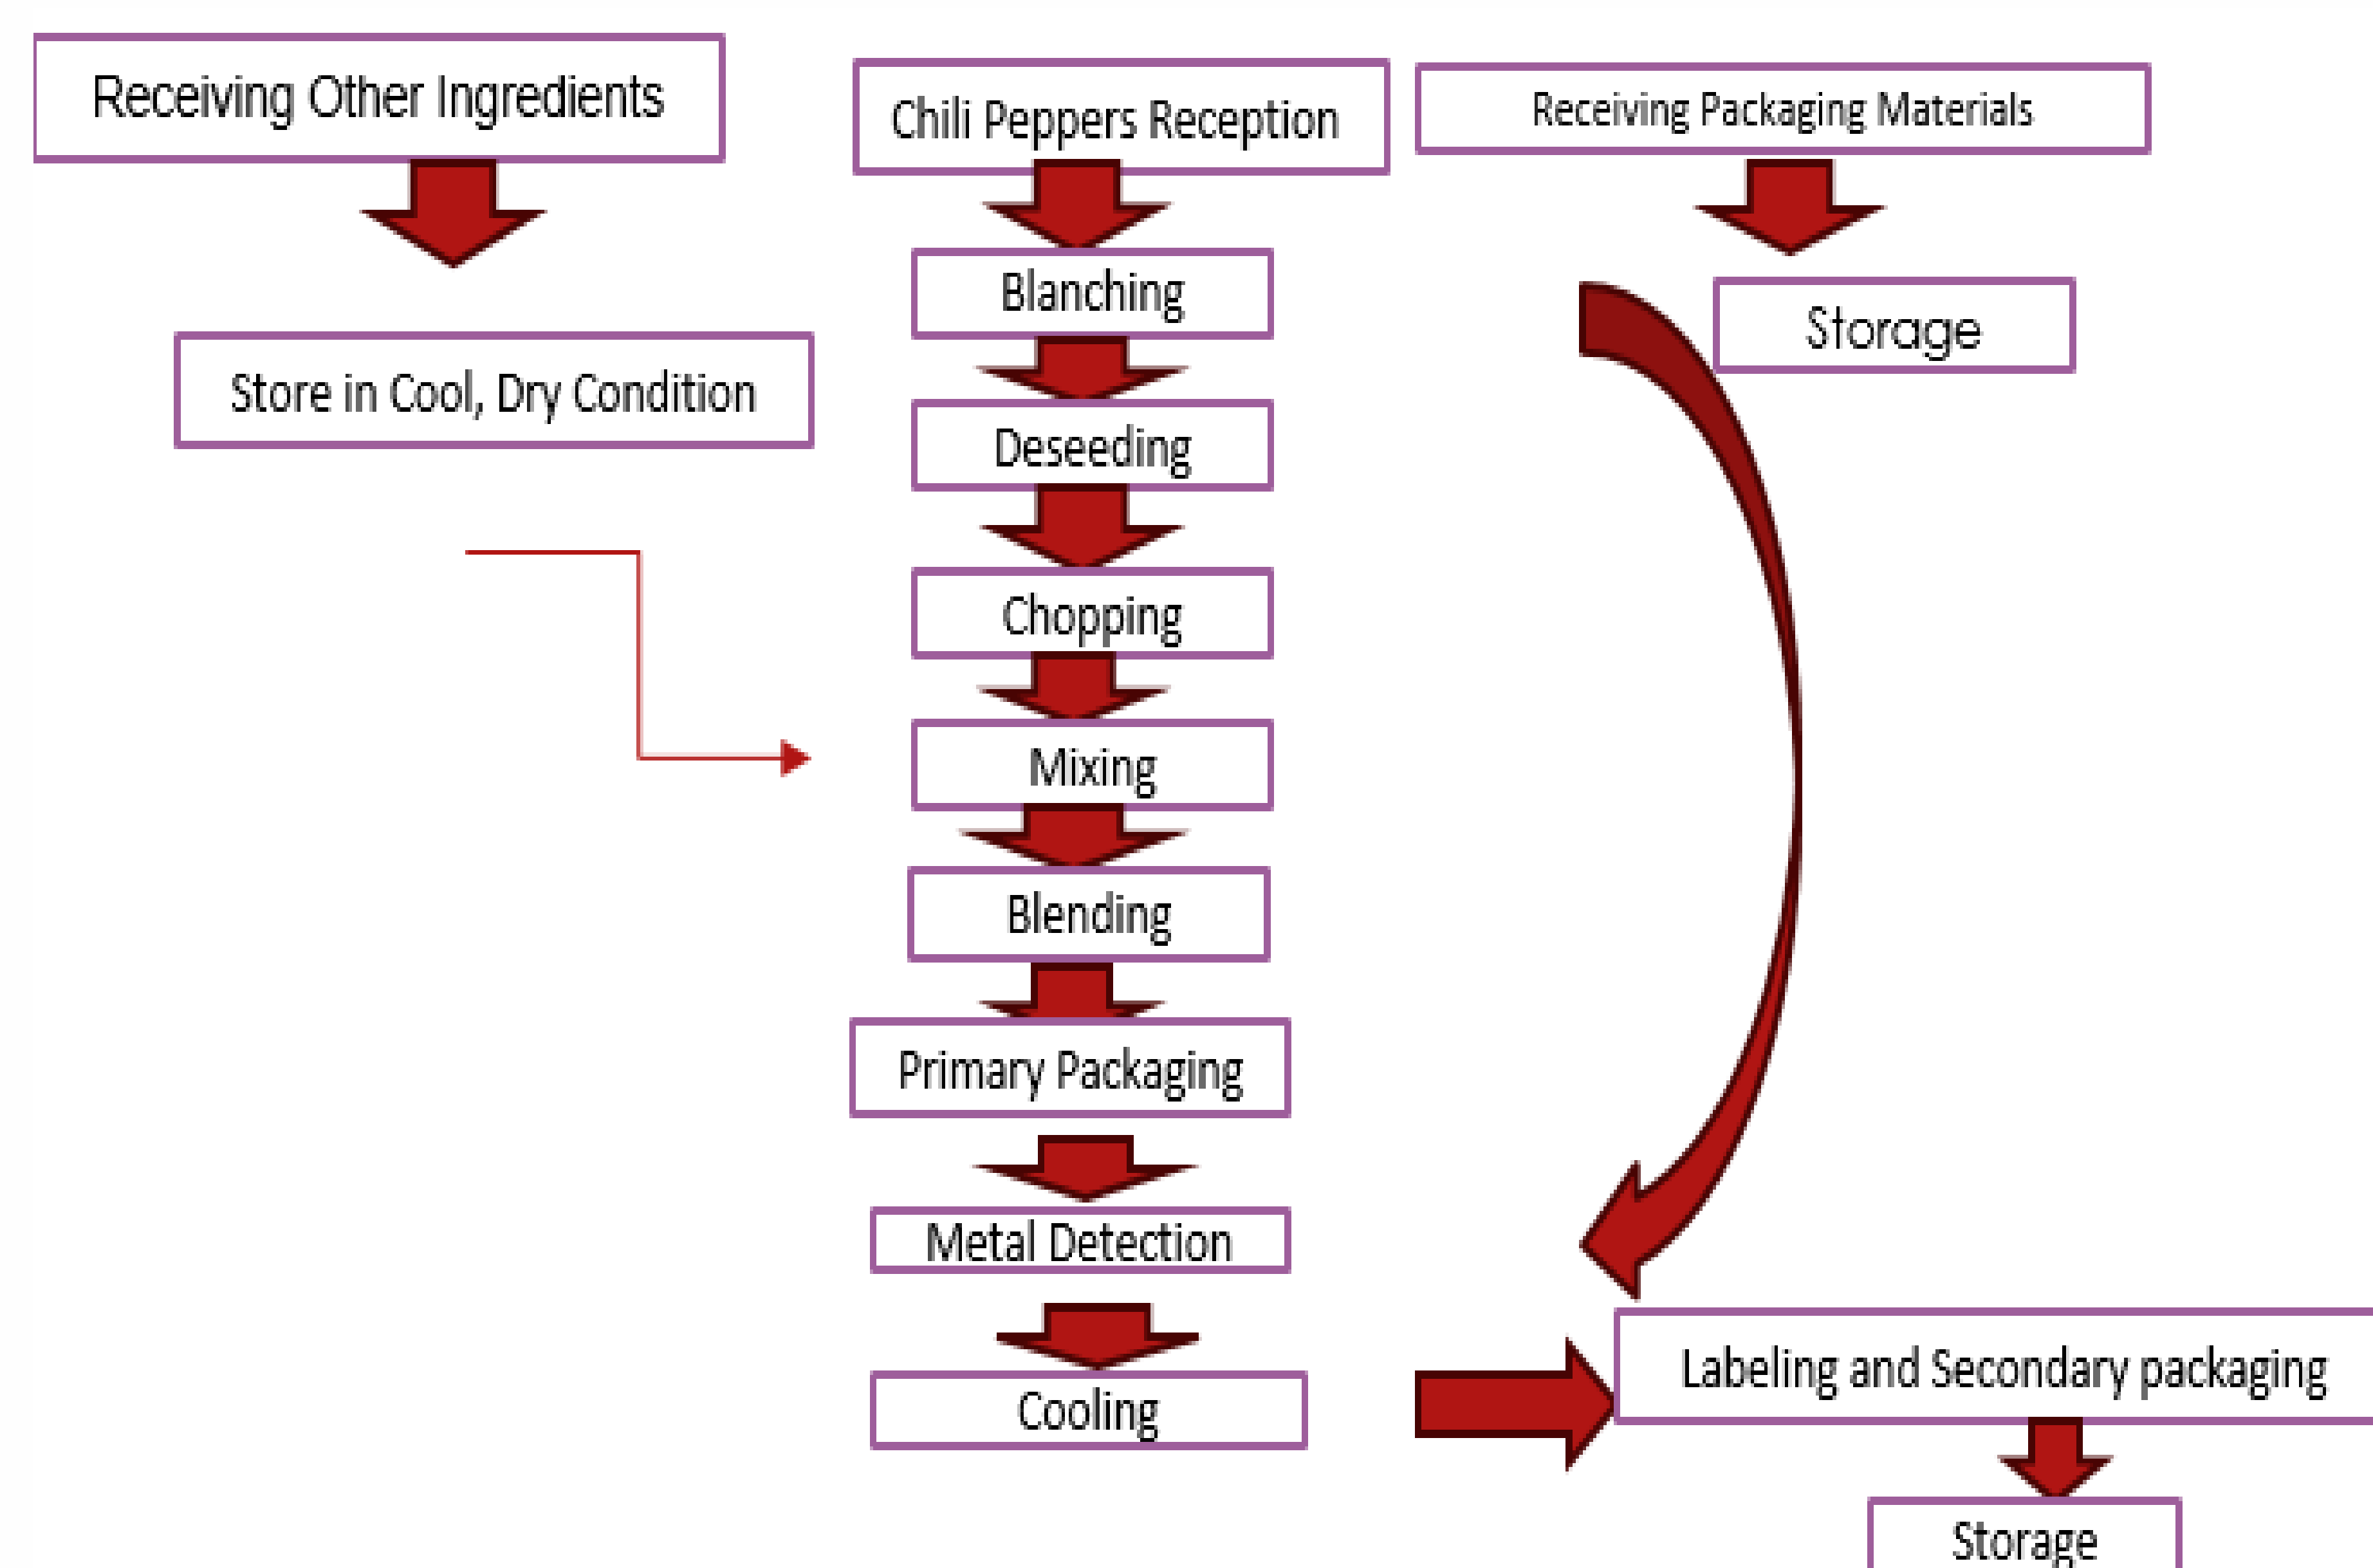 Receiving Other Ingredients
Chili Peppers Reception
Receiving Packaging Materials
Blanching
Storage
Store in Cool, Dry Condition
Deseeding
Chopping
Mixing
Blending
Primary Packaging
Metal Detection
Labeling and Secondary packaging
Cooling
Storage